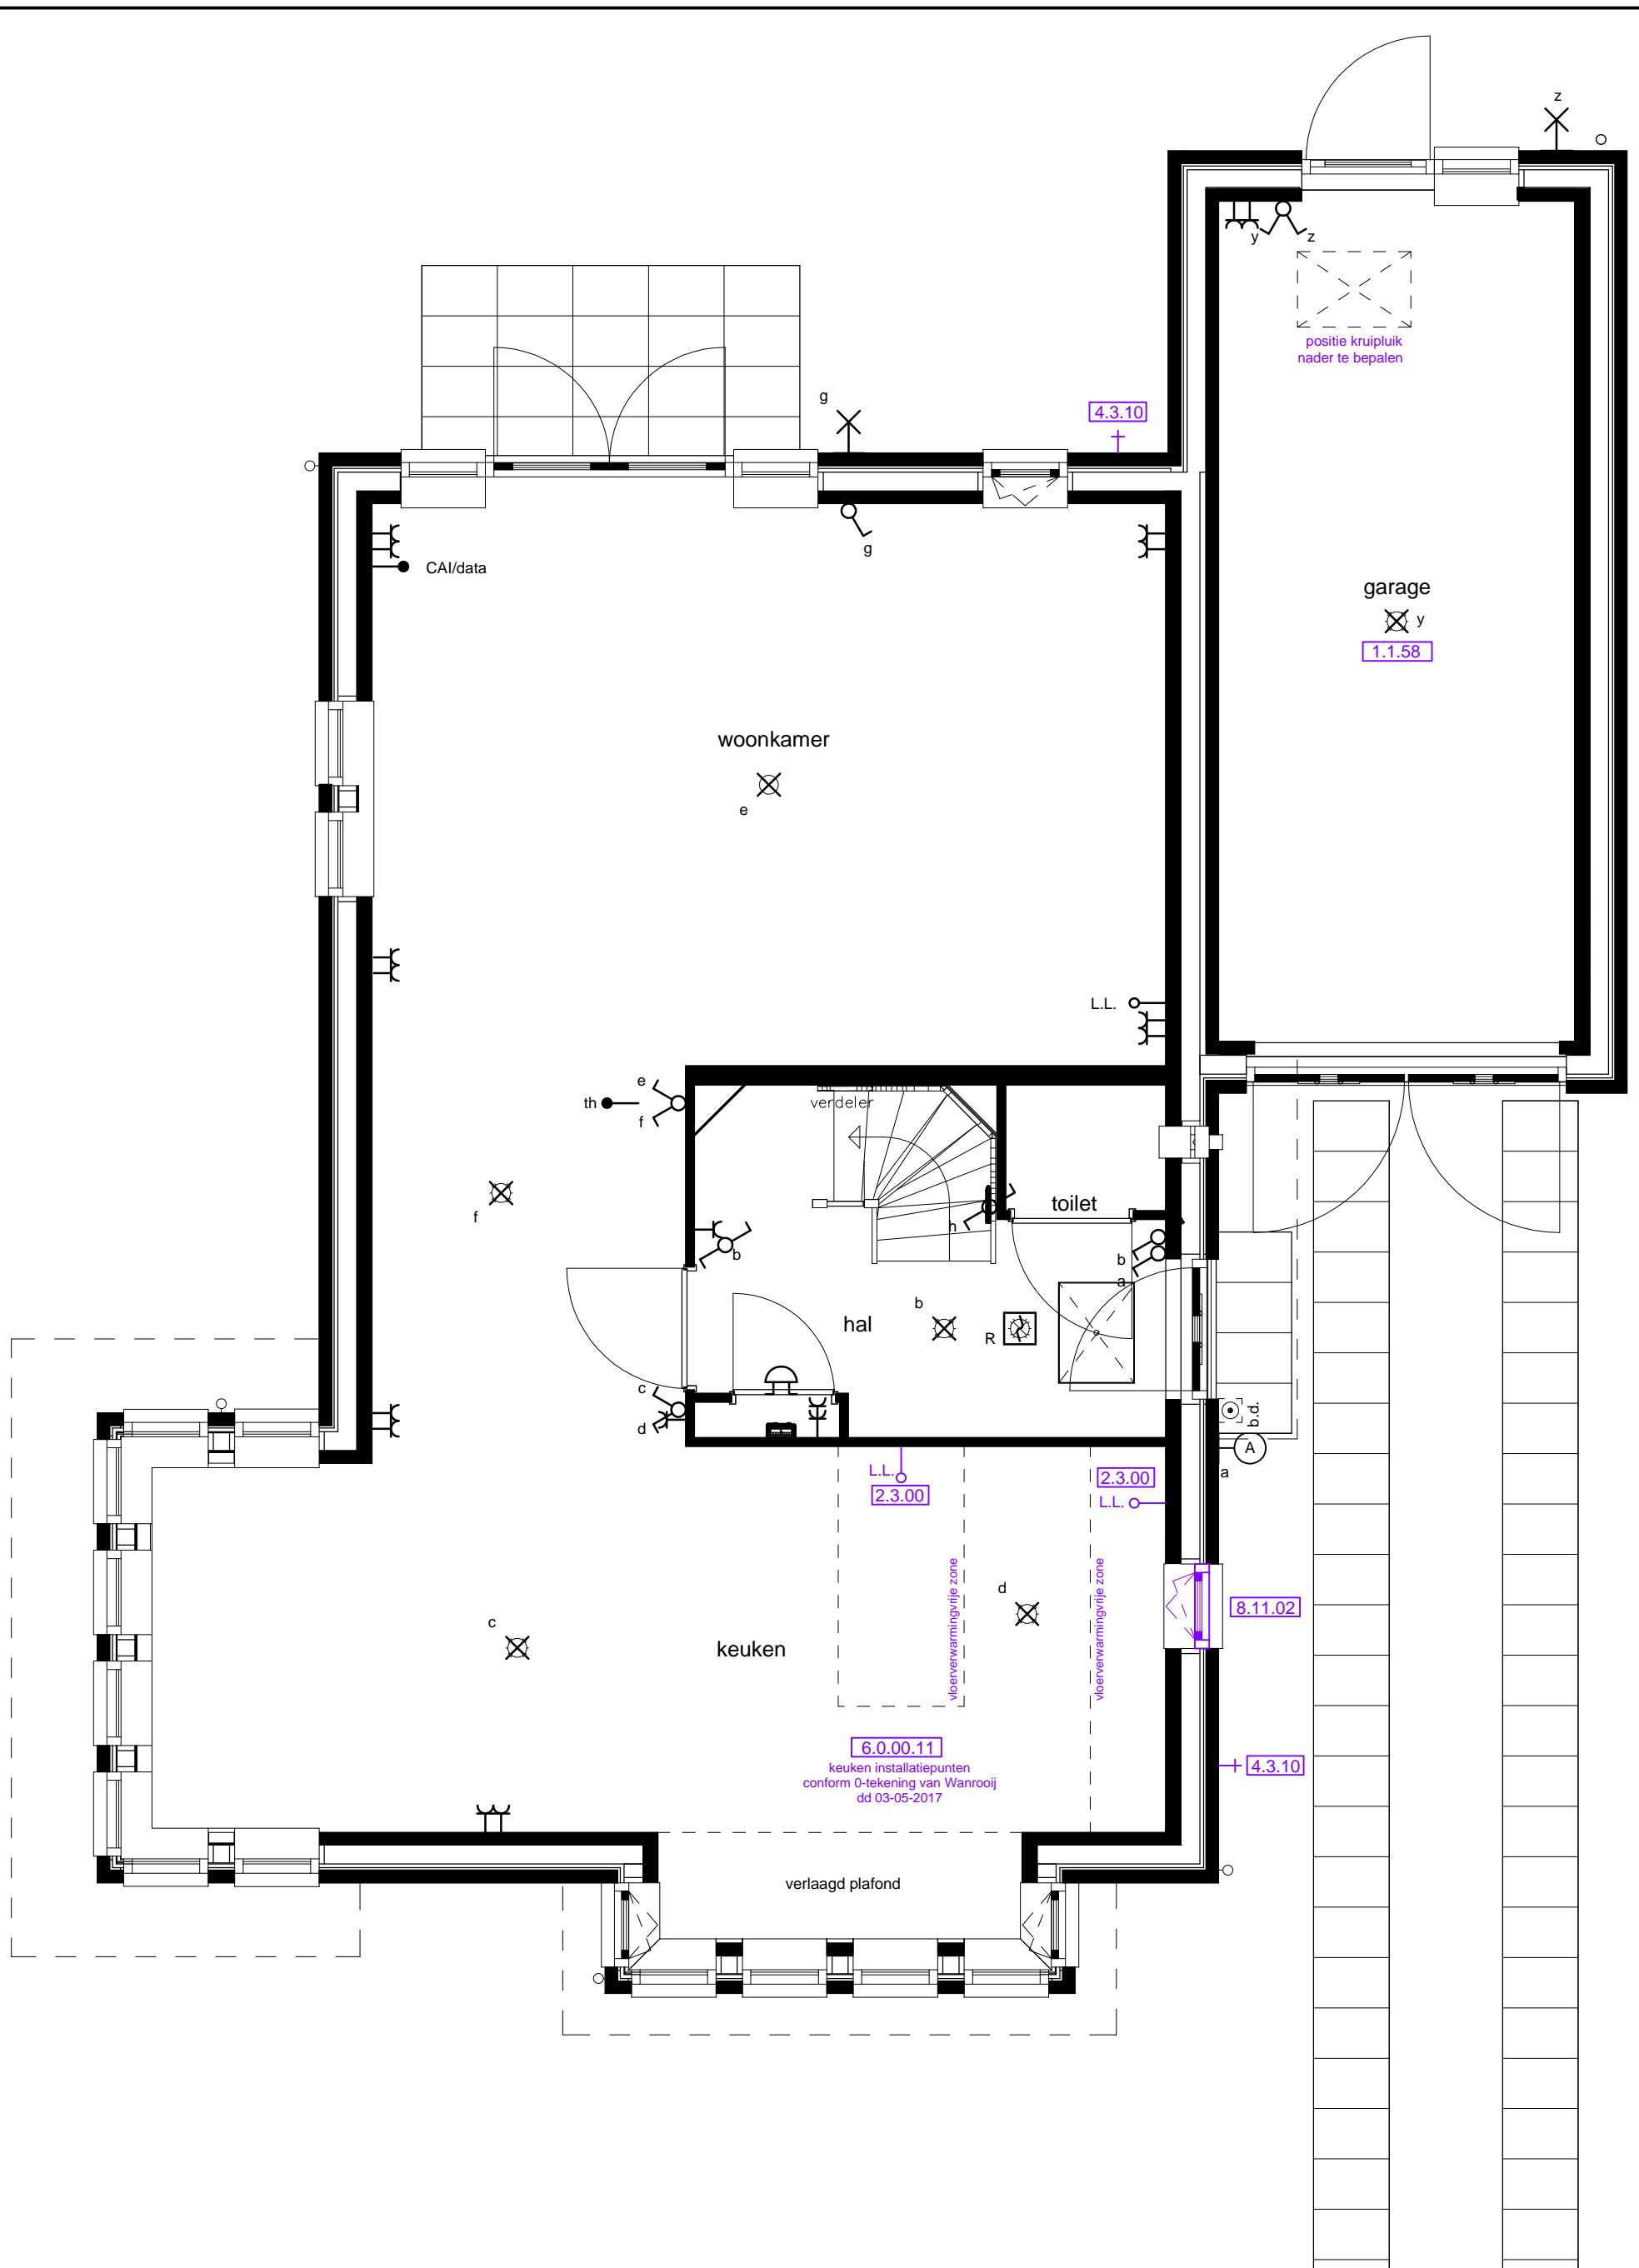 z
y
z
positie kruipluik
nader te bepalen
g
4.3.10
g
CAI/data
garage
y
1.1.58
woonkamer
e
L.L.
e
th
f
verdeler
f
toilet
h
b
b
a
b
hal
R
c
d
b.d.
A
a
L.L.
2.3.00
2.3.00
L.L.
vloerverwarmingvrije zone
vloerverwarmingvrije zone
d
8.11.02
c
keuken
6.0.00.11
keuken installatiepunten
conform 0-tekening van Wanrooij
dd 03-05-2017
4.3.10
verlaagd plafond